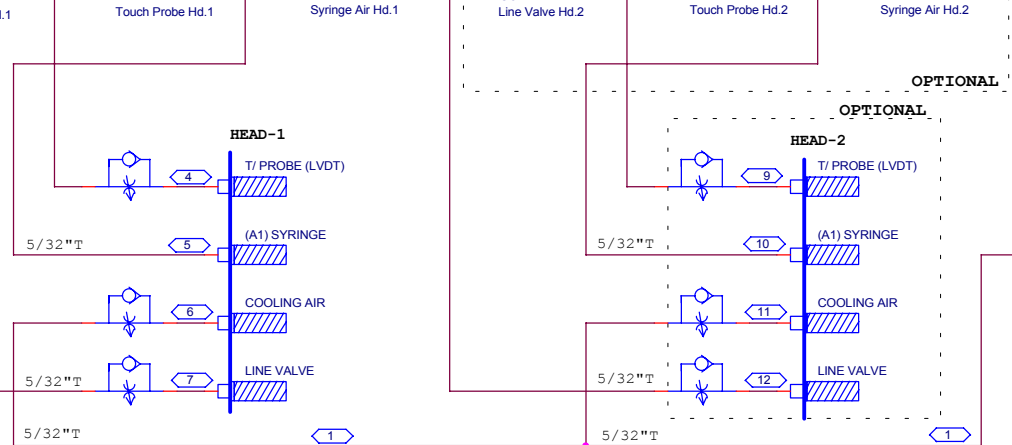 .1
Touch Probe Hd.1
Syringe Air Hd.1
Line Valve Hd.2
Touch Probe Hd.2
Syringe Air Hd.2
OPTIONAL
OPTIONAL
HEAD-1
HEAD-2
T/ PROBE (LVDT)
T/ PROBE (LVDT)
4
9
(A1) SYRINGE
(A1) SYRINGE
5/32"T
5
5/32"T
10
COOLING AIR
COOLING AIR
6
11
LINE VALVE
LINE VALVE
5/32"T
7
5/32"T
12
5/32"T
1
5/32"T
1